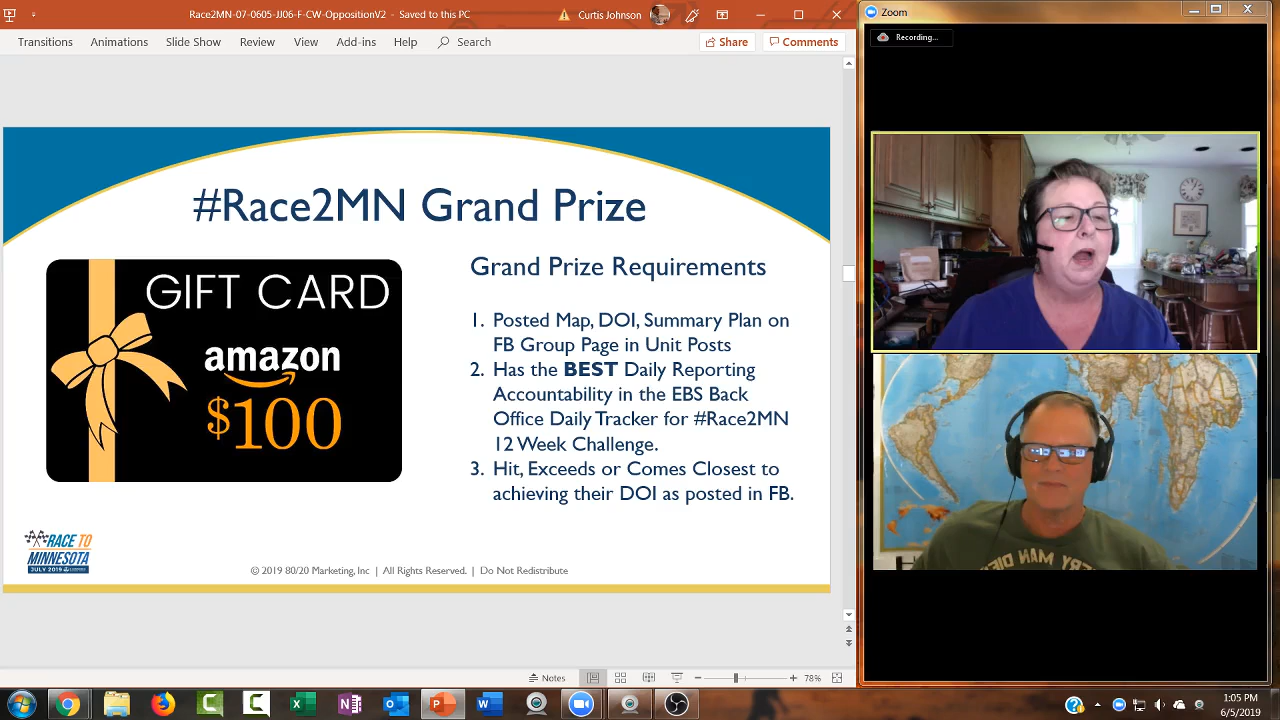 Race2MN-07-0605-JJ06-F-CW-OppositionV2 - Saved to this PC
Curtis Johnson
Transitions
Animations
Slide Show
Review
View
Add-ins
Help
Search
Share
Comments
#Race2MN Grand Prize
GIFT CARD
amazon
$100
Grand Prize Requirements
1. Posted Map, DOI, Summary Plan on
FB Group Page in Unit Posts
2. Has the BEST Daily Reporting
Accountability in the EBS Back
Office Daily Tracker for #Race2MN
12 Week Challenge.
3. Hit, Exceeds or Comes Closest to
achieving their DOI as posted in FB.
RACE TO
MINNESOTA
JULY 2019
© 2019 80/20 Marketing, Inc | All Rights Reserved. | Do Not Redistribute
Notes
78%
Zoom
Recording...
1:05 PM
6/5/2019